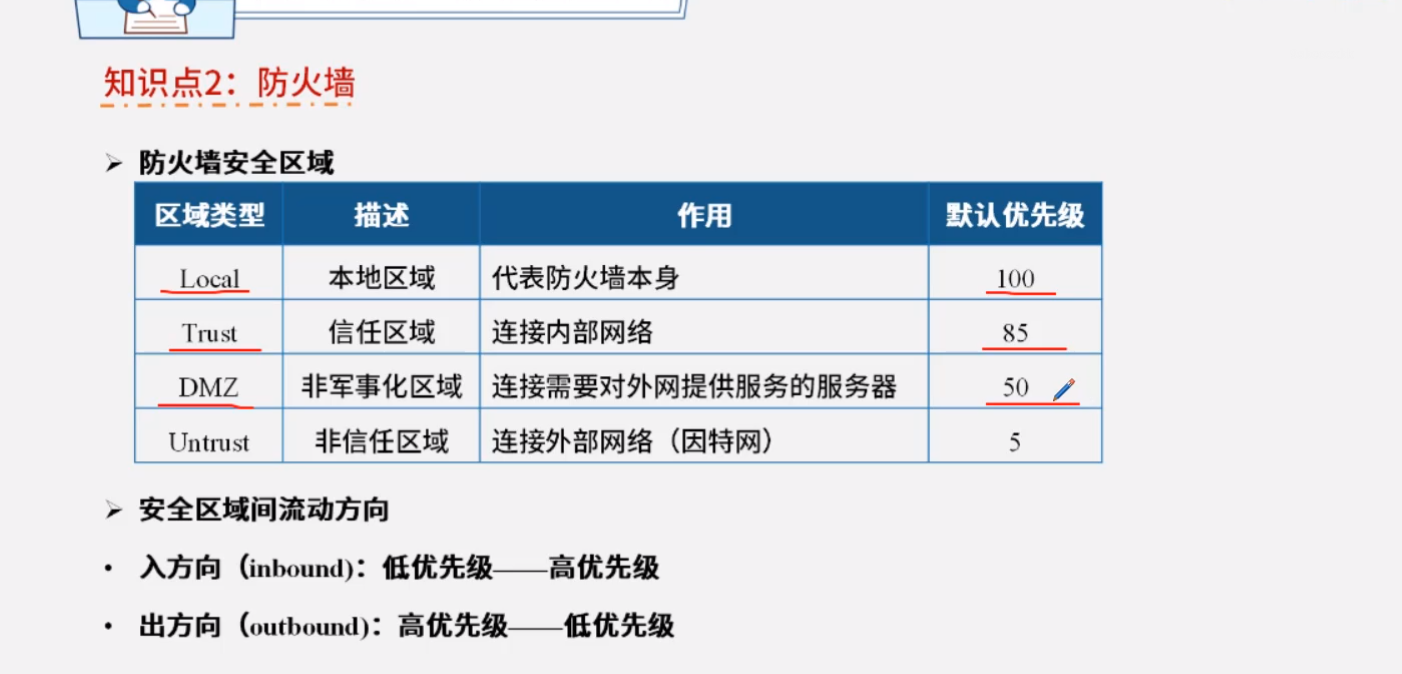 知识点2：防火墙
➢ 防火墙安全区域
区域类型 描述 作用 默认优先级
Local 本地区域 代表防火墙本身 100
Trust 信任区域 连接内部网络 85
DMZ 非军事化区域 连接需要对外网提供服务的服务器 50
Untrust 非信任区域 连接外部网络（因特网） 5
➢ 安全区域间流动方向
• 入方向（inbound)：低优先级——高优先级
• 出方向（outbound)：高优先级——低优先级